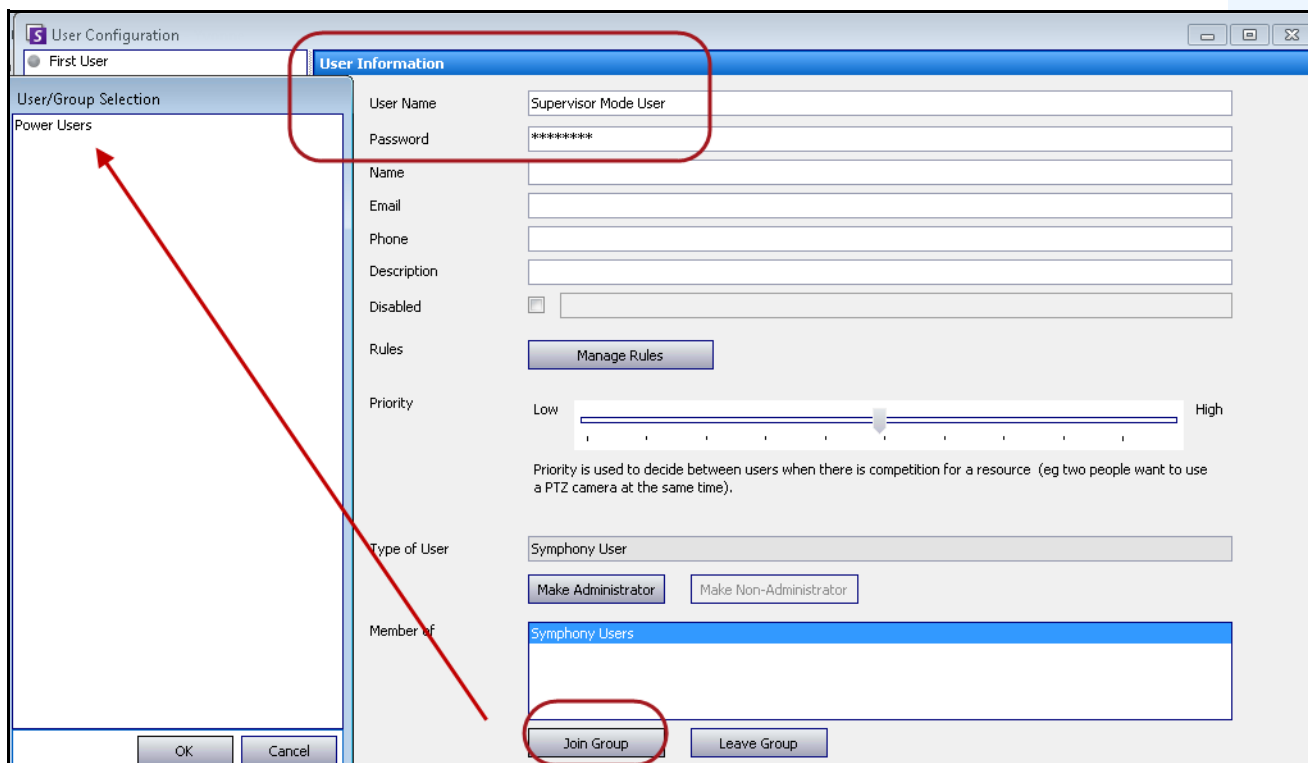 User Configuration
First User
User/Group Selection
Power Users
OK
Cancel
User Information
User Name
Supervisor Mode User
Password
********
Name
Email
Phone
Description
Disabled
Rules
Manage Rules
Priority
Low
High
Priority is used to decide between users when there is competition for a resource (eg two people want to use
a PTZ camera at the same time).
Type of User
Symphony User
Make Administrator
Make Non-Administrator
Member of
Symphony Users
Join Group
Leave Group